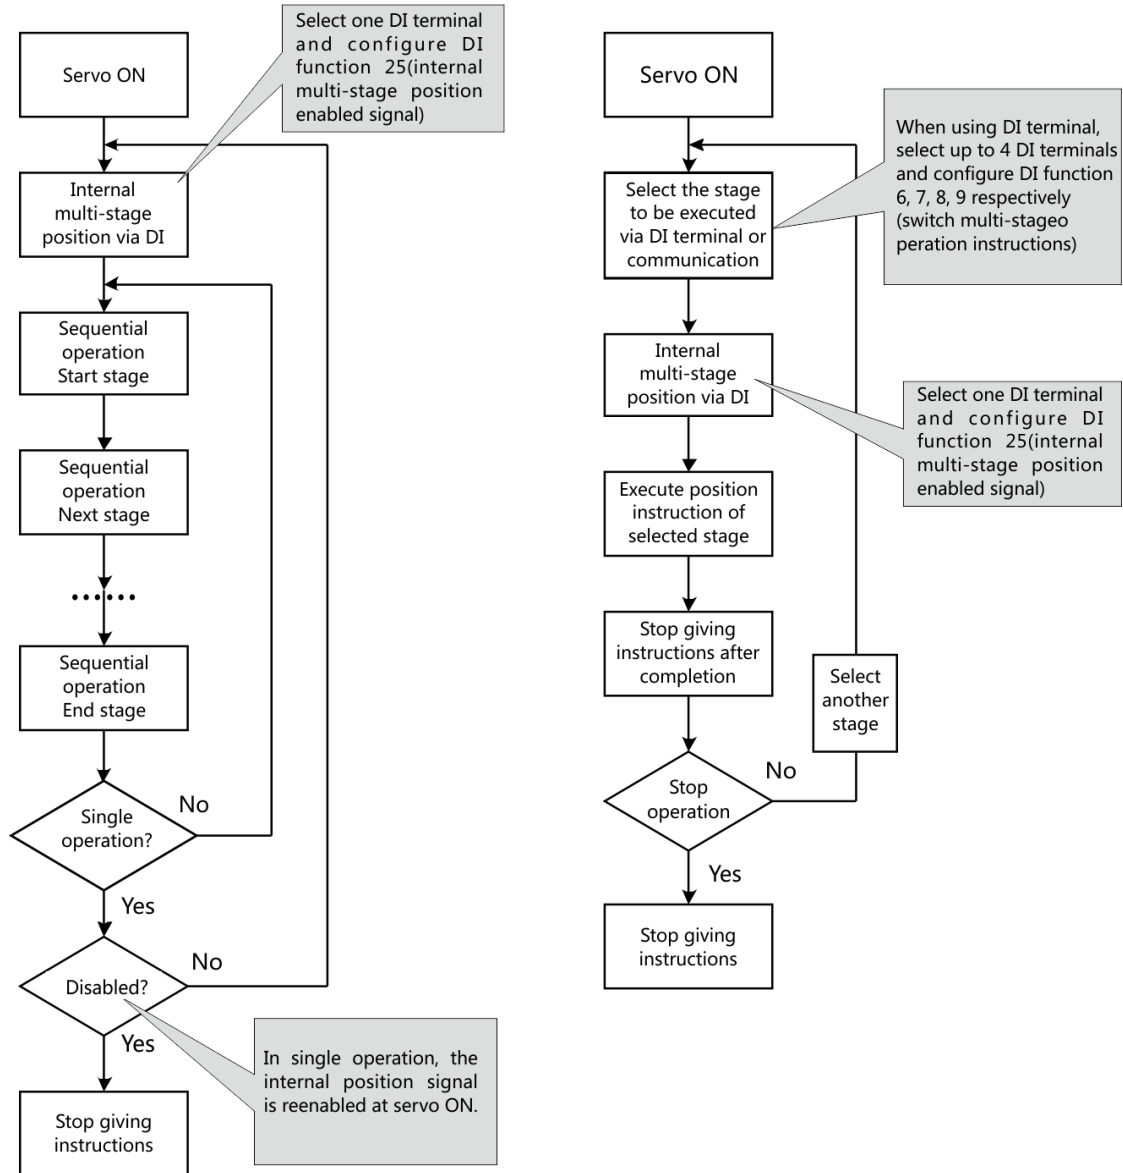 Servo ON
Select one DI terminal
and configure DI
function 25(internal
multi-stage position
enabled signal)
Internal
multi-stage
position via DI
Sequential
operation
Start stage
Sequential
operation
Next stage
.......
Sequential
operation
End stage
Single
operation?
No
Yes
Disabled?
No
Yes
In single operation, the
internal position signal
is reenabled at servo ON.
Stop giving
instructions
Servo ON
When using DI terminal,
select up to 4 DI terminals
and configure DI function
6, 7, 8, 9 respectively
(switch multi-stageo
peration instructions)
Select the stage
to be executed
via DI terminal or
communication
Internal
multi-stage
position via DI
Select one DI terminal
and configure DI
function 25(internal
multi-stage position
enabled signal)
Execute position
instruction of
selected stage
Stop giving
instructions after
completion
Select
another
stage
Stop
operation
No
Yes
Stop giving
instructions